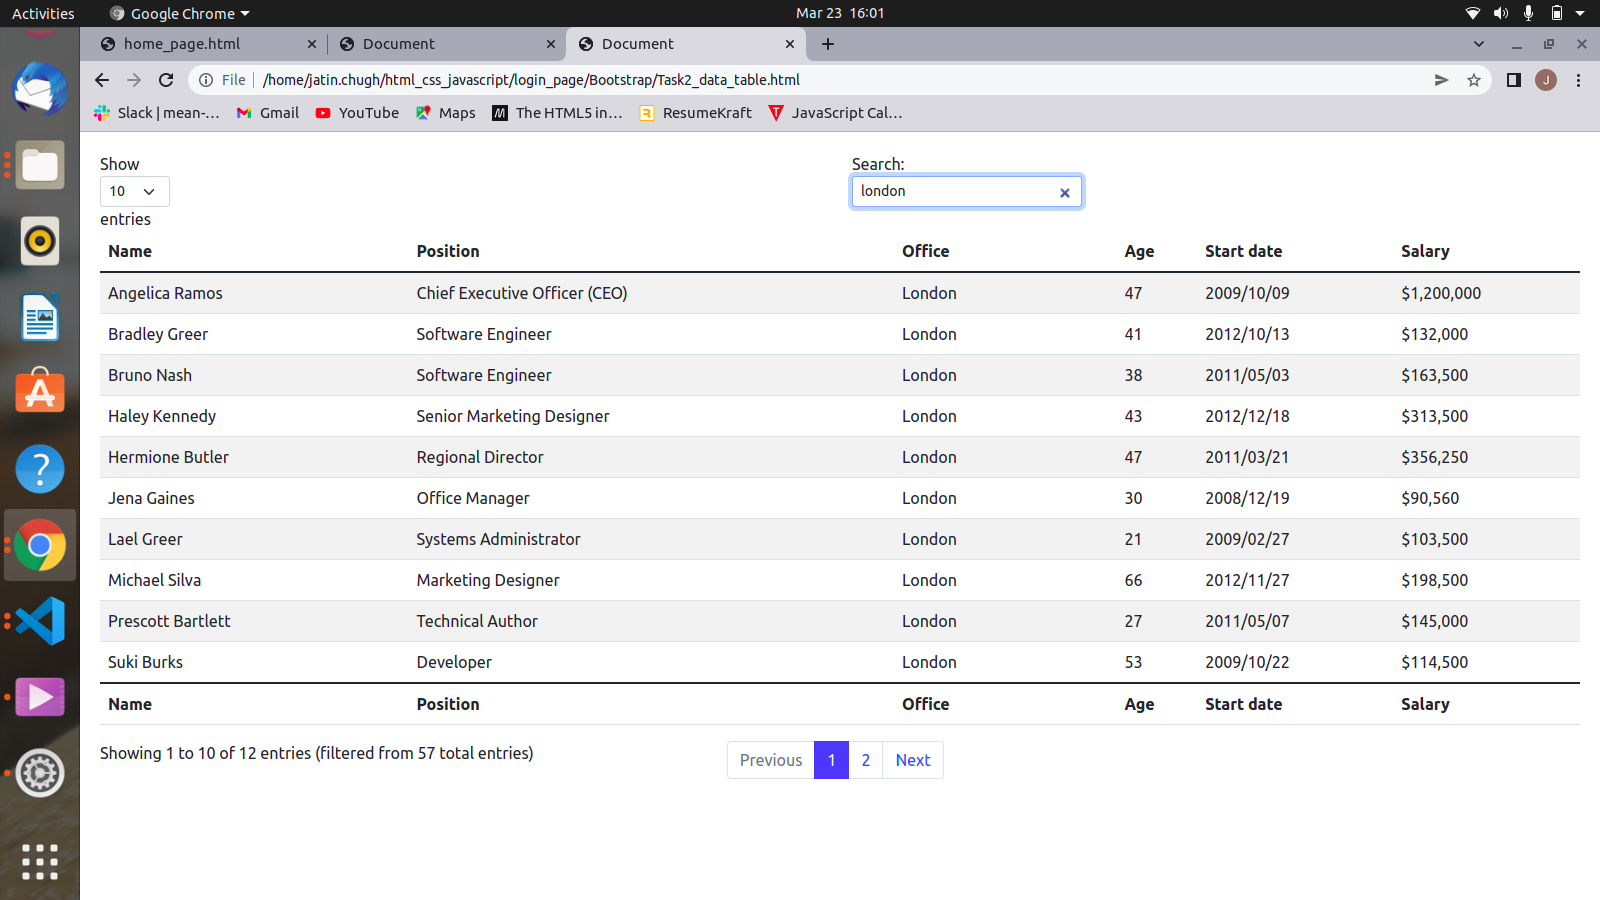 Activities Google Chrome Mar 23 16:01
home_page.html Document Document
File /home/jatin.chugh/html_css_javascript/login_page/Bootstrap/Task2_data_table.html J
Slack | mean-... Gmail YouTube Maps The HTML5 in... ResumeKraft JavaScript Cal...
Show Search:
10 london
entries
Name Position Office Age Start date Salary
Angelica Ramos Chief Executive Officer (CEO) London 47 2009/10/09 $1,200,000
Bradley Greer Software Engineer London 41 2012/10/13 $132,000
Bruno Nash Software Engineer London 38 2011/05/03 $163,500
Haley Kennedy Senior Marketing Designer London 43 2012/12/18 $313,500
Hermione Butler Regional Director London 47 2011/03/21 $356,250
Jena Gaines Office Manager London 30 2008/12/19 $90,560
Lael Greer Systems Administrator London 21 2009/02/27 $103,500
Michael Silva Marketing Designer London 66 2012/11/27 $198,500
Prescott Bartlett Technical Author London 27 2011/05/07 $145,000
Suki Burks Developer London 53 2009/10/22 $114,500
Name Position Office Age Start date Salary
Showing 1 to 10 of 12 entries (filtered from 57 total entries) Previous 1 2 Next